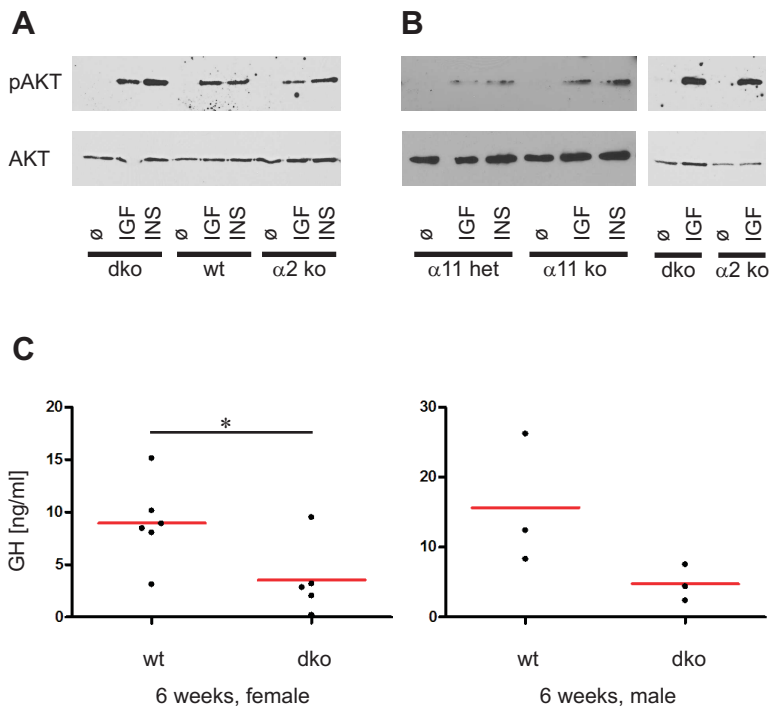 A
B
pAKT
AKT
ø IGF INS ø IGF INS ø IGF INS
ø IGF INS ø IGF INS
ø IGF ø IGF
dko wt α2 ko
α11 het α11 ko
dko α2 ko
C
GH [ng/ml]
20
15
10
5
0
*
wt dko
6 weeks, female
30
20
10
0
wt dko
6 weeks, male